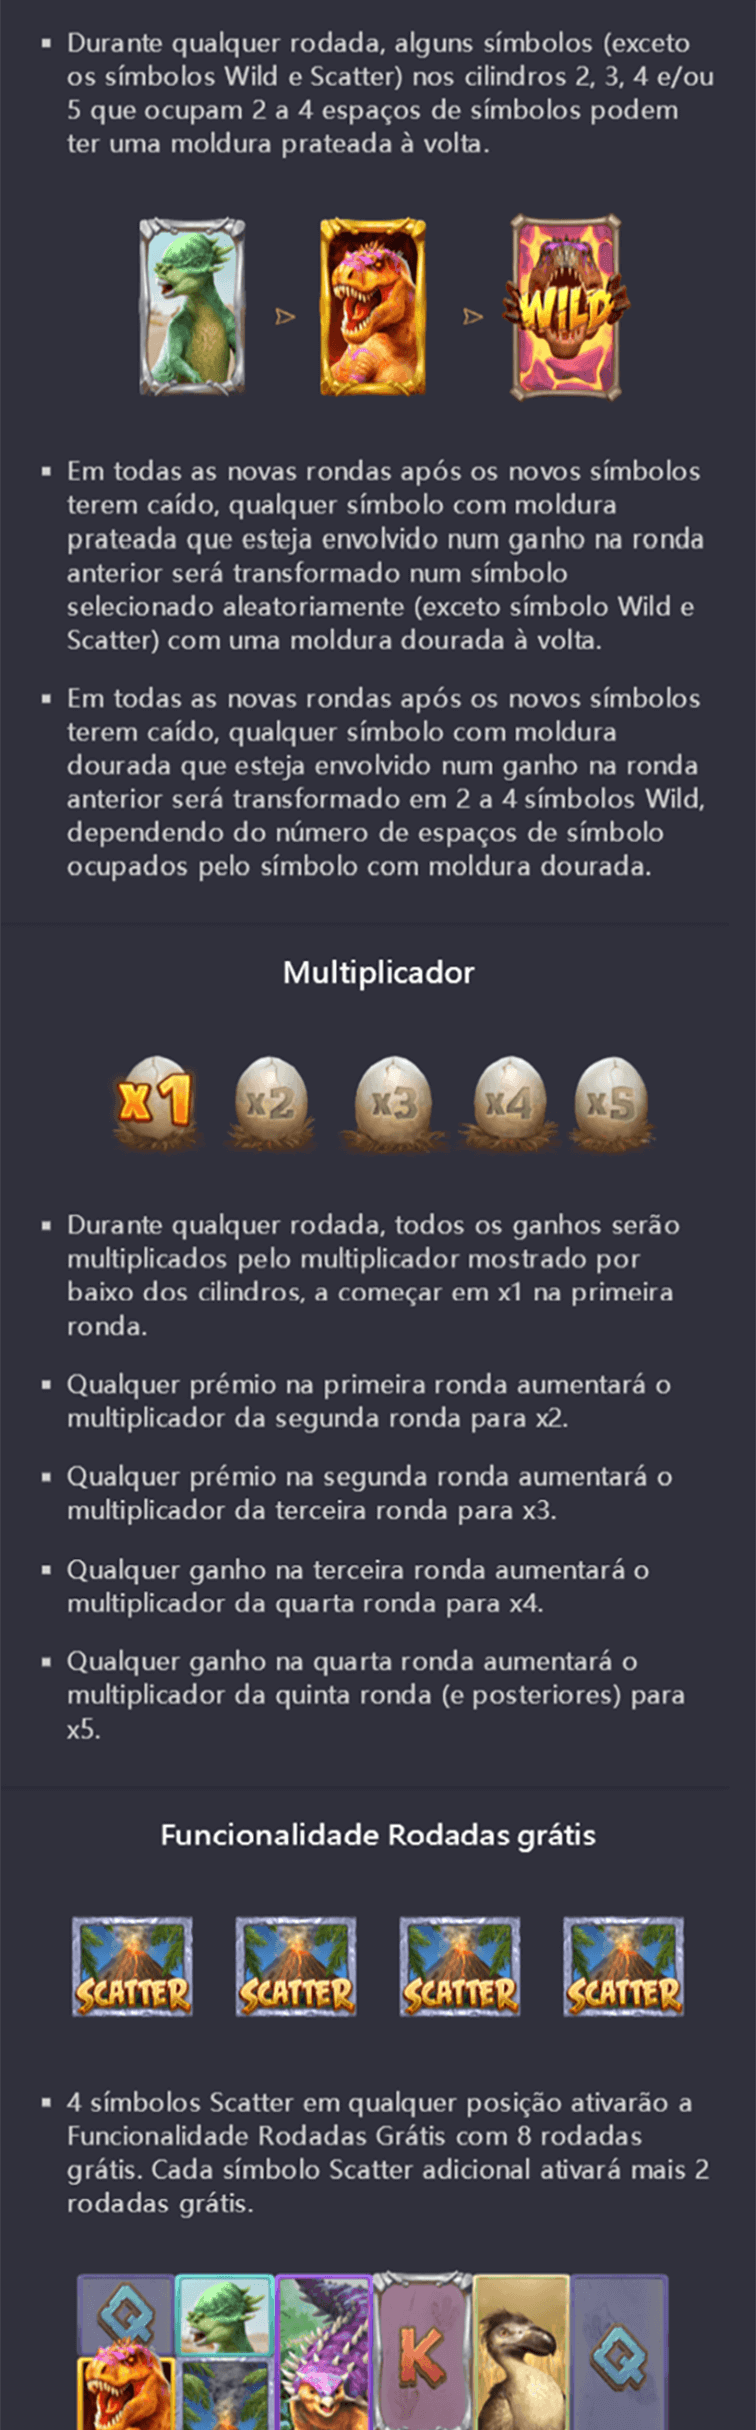 ▪ Durante qualquer rodada, alguns símbolos (exceto
os símbolos Wild e Scatter) nos cilindros 2, 3, 4 e/ou
5 que ocupam 2 a 4 espaços de símbolos podem
ter uma moldura prateada à volta.
WILD
▪ Em todas as novas rondas após os novos símbolos
terem caído, qualquer símbolo com moldura
prateada que esteja envolvido num ganho na ronda
anterior será transformado num símbolo
selecionado aleatoriamente (exceto símbolo Wild e
Scatter) com uma moldura dourada à volta.
▪ Em todas as novas rondas após os novos símbolos
terem caído, qualquer símbolo com moldura
dourada que esteja envolvido num ganho na ronda
anterior será transformado em 2 a 4 símbolos Wild,
dependendo do número de espaços de símbolo
ocupados pelo símbolo com moldura dourada.
Multiplicador
x1 x2 x3 x4 x5
▪ Durante qualquer rodada, todos os ganhos serão
multiplicados pelo multiplicador mostrado por
baixo dos cilindros, a começar em x1 na primeira
ronda.
▪ Qualquer prémio na primeira ronda aumentará o
multiplicador da segunda ronda para x2.
▪ Qualquer prémio na segunda ronda aumentará o
multiplicador da terceira ronda para x3.
▪ Qualquer ganho na terceira ronda aumentará o
multiplicador da quarta ronda para x4.
▪ Qualquer ganho na quarta ronda aumentará o
multiplicador da quinta ronda (e posteriores) para
x5.
Funcionalidade Rodadas grátis
SCATTER SCATTER SCATTER SCATTER
▪ 4 símbolos Scatter em qualquer posição ativarão a
Funcionalidade Rodadas Grátis com 8 rodadas
grátis. Cada símbolo Scatter adicional ativará mais 2
rodadas grátis.
Q K Q